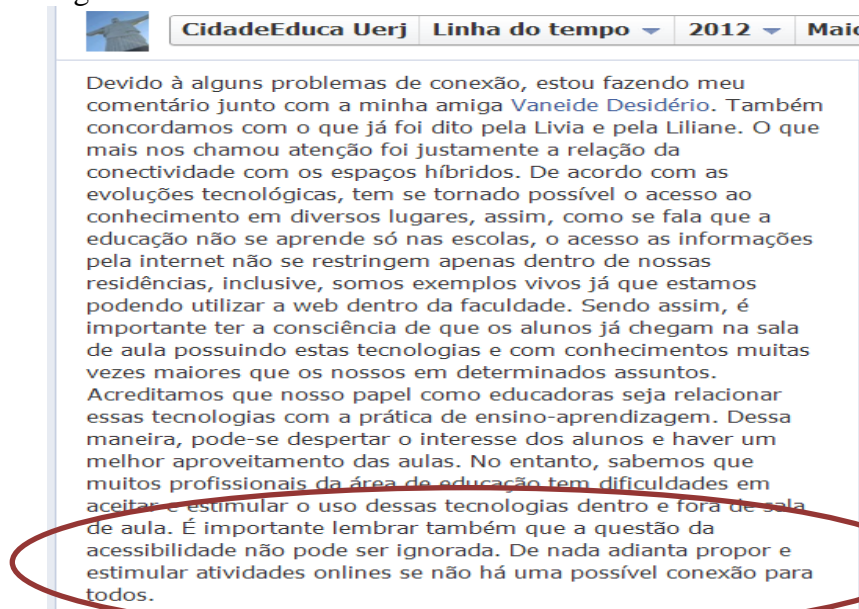 CidadeEduca Uerj Linha do tempo 2012 Maio
Devido à alguns problemas de conexão, estou fazendo meu
comentário junto com a minha amiga Vaneide Desidério. Também
concordamos com o que já foi dito pela Livia e pela Liliane. O que
mais nos chamou atenção foi justamente a relação da
conectividade com os espaços híbridos. De acordo com as
evoluções tecnológicas, tem se tornado possível o acesso ao
conhecimento em diversos lugares, assim, como se fala que a
educação não se aprende só nas escolas, o acesso as informações
pela internet não se restringem apenas dentro de nossas
residências, inclusive, somos exemplos vivos já que estamos
podendo utilizar a web dentro da faculdade. Sendo assim, é
importante ter a consciência de que os alunos já chegam na sala
de aula possuindo estas tecnologias e com conhecimentos muitas
vezes maiores que os nossos em determinados assuntos.
Acreditamos que nosso papel como educadoras seja relacionar
essas tecnologias com a prática de ensino-aprendizagem. Dessa
maneira, pode-se despertar o interesse dos alunos e haver um
melhor aproveitamento das aulas. No entanto, sabemos que
muitos profissionais da área de educação tem dificuldades em
aceitar e estimular o uso dessas tecnologias dentro e fora de sala
de aula. É importante lembrar também que a questão da
acessibilidade não pode ser ignorada. De nada adianta propor e
estimular atividades onlines se não há uma possível conexão para
todos.